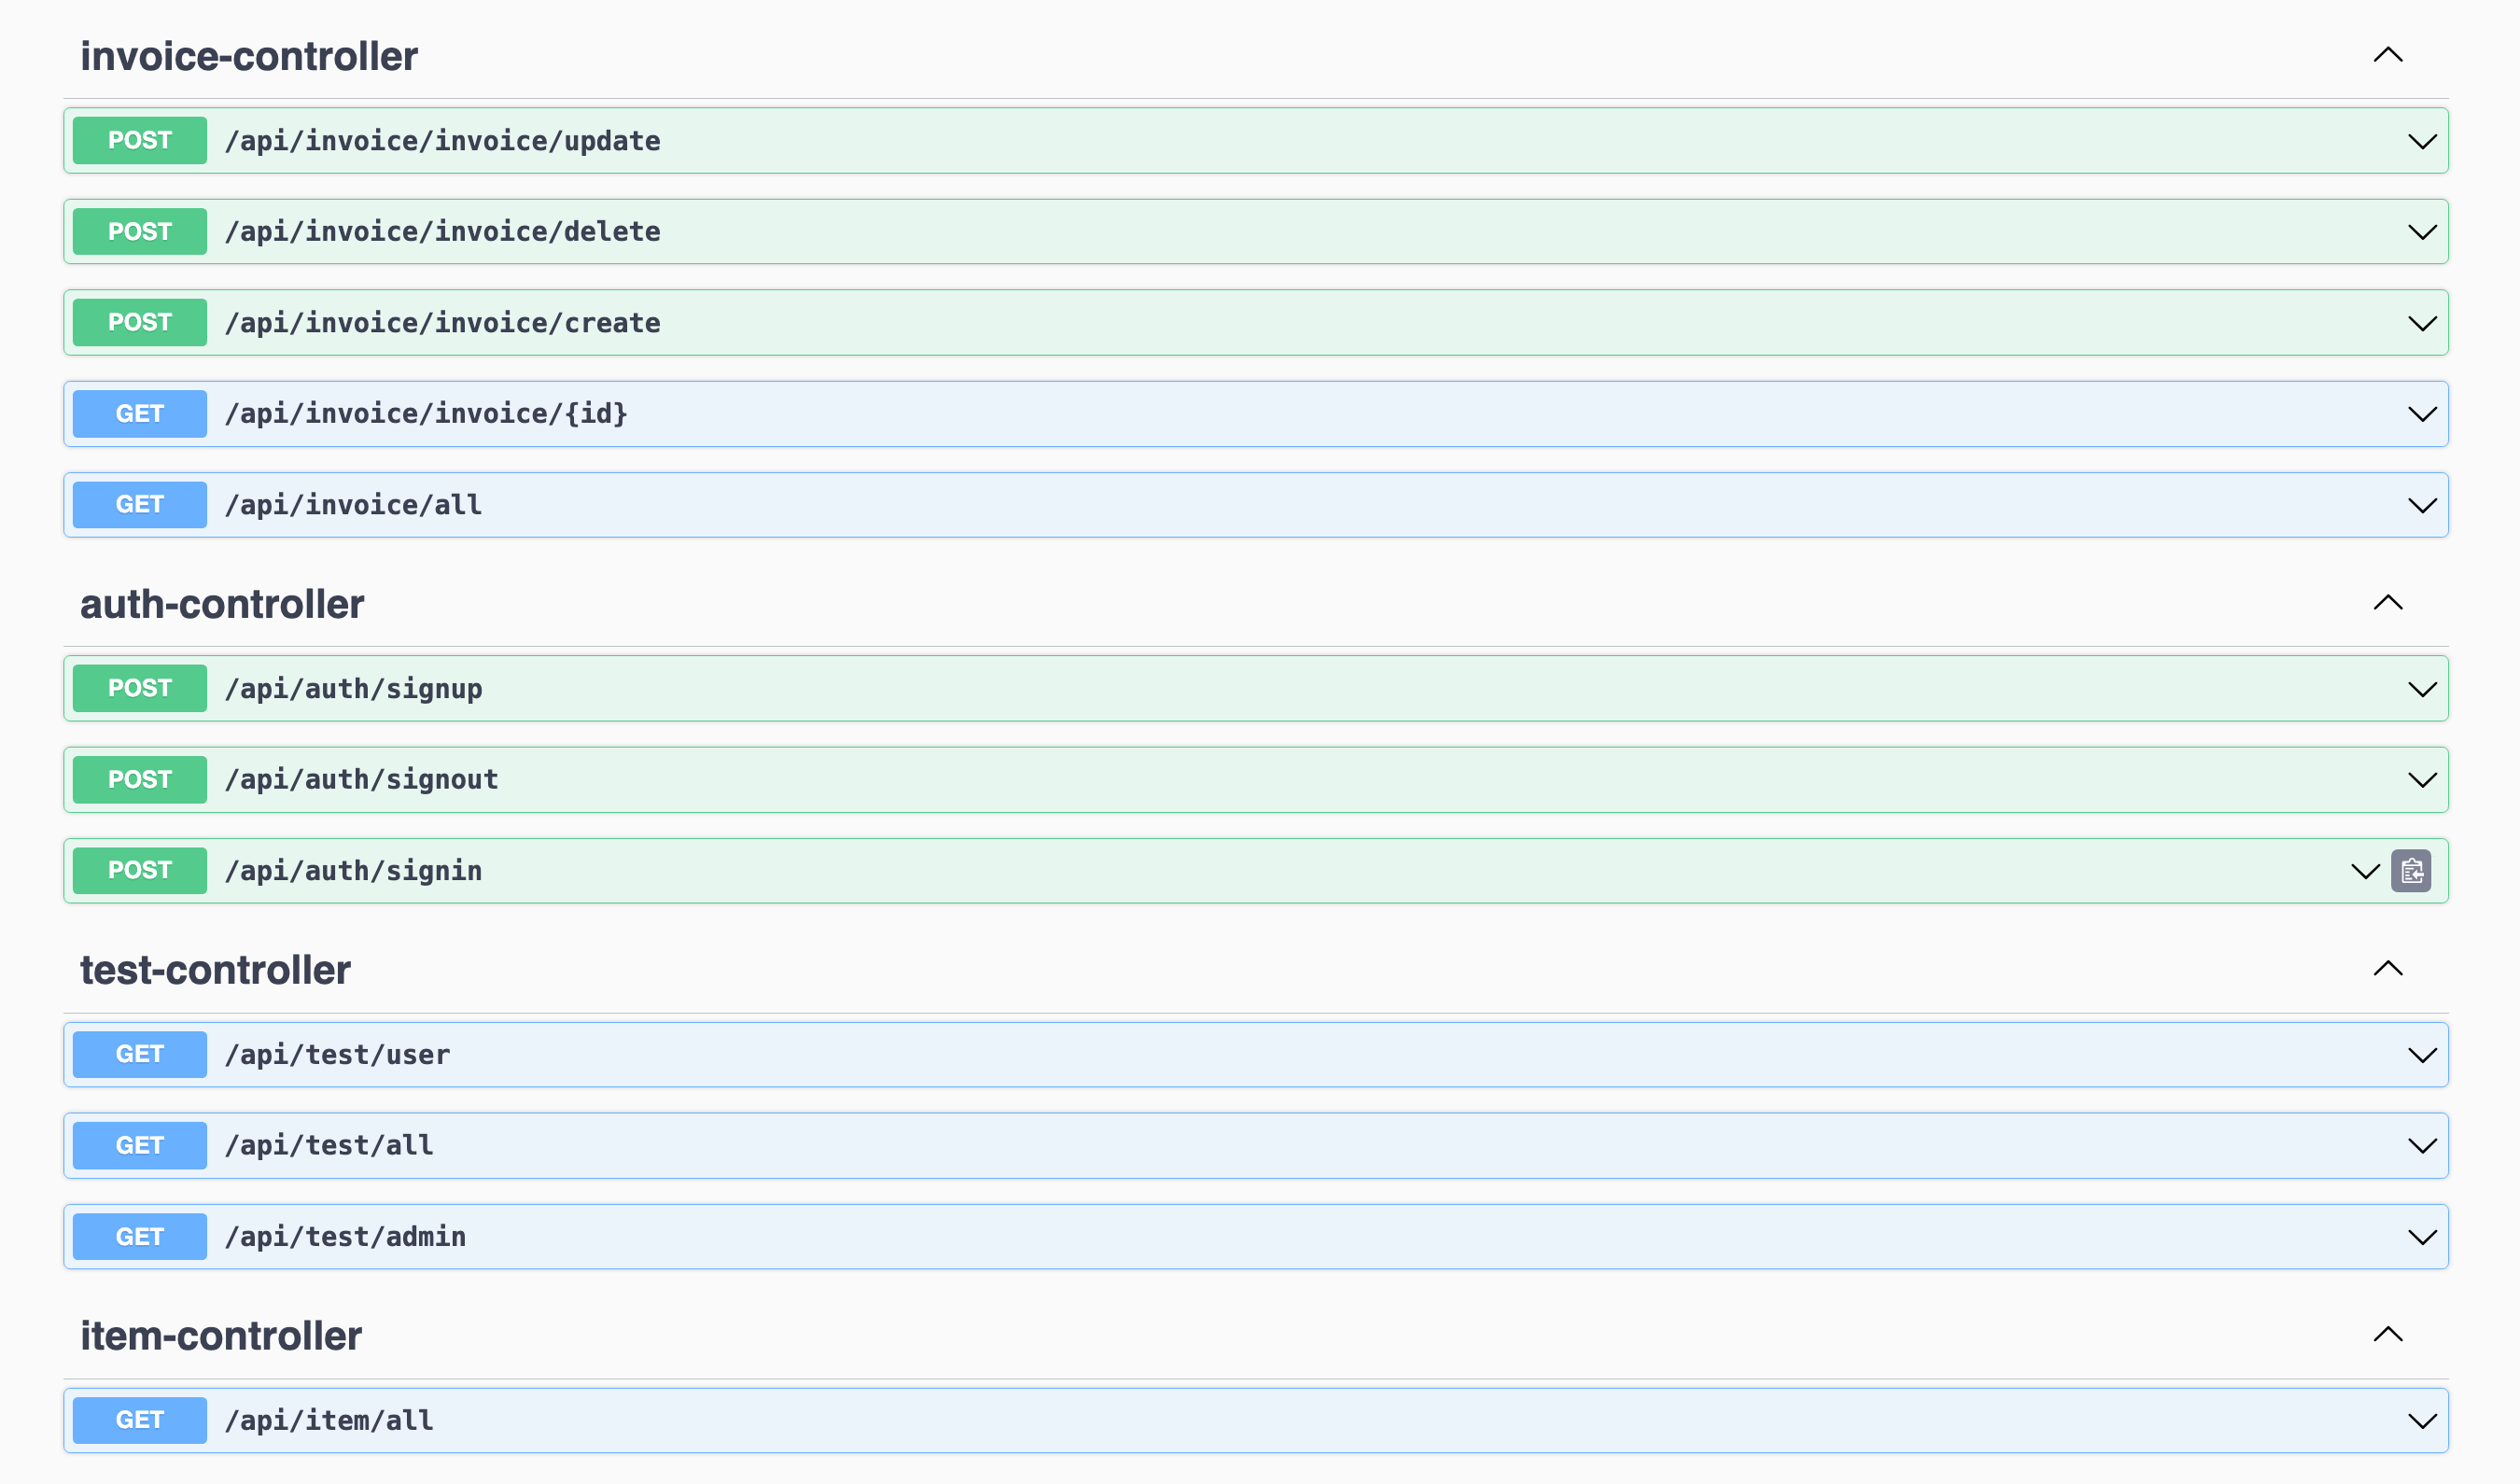 invoice-controller
POST /api/invoice/invoice/update
POST /api/invoice/invoice/delete
POST /api/invoice/invoice/create
GET /api/invoice/invoice/{id}
GET /api/invoice/all
auth-controller
POST /api/auth/signup
POST /api/auth/signout
POST /api/auth/signin
test-controller
GET /api/test/user
GET /api/test/all
GET /api/test/admin
item-controller
GET /api/item/all